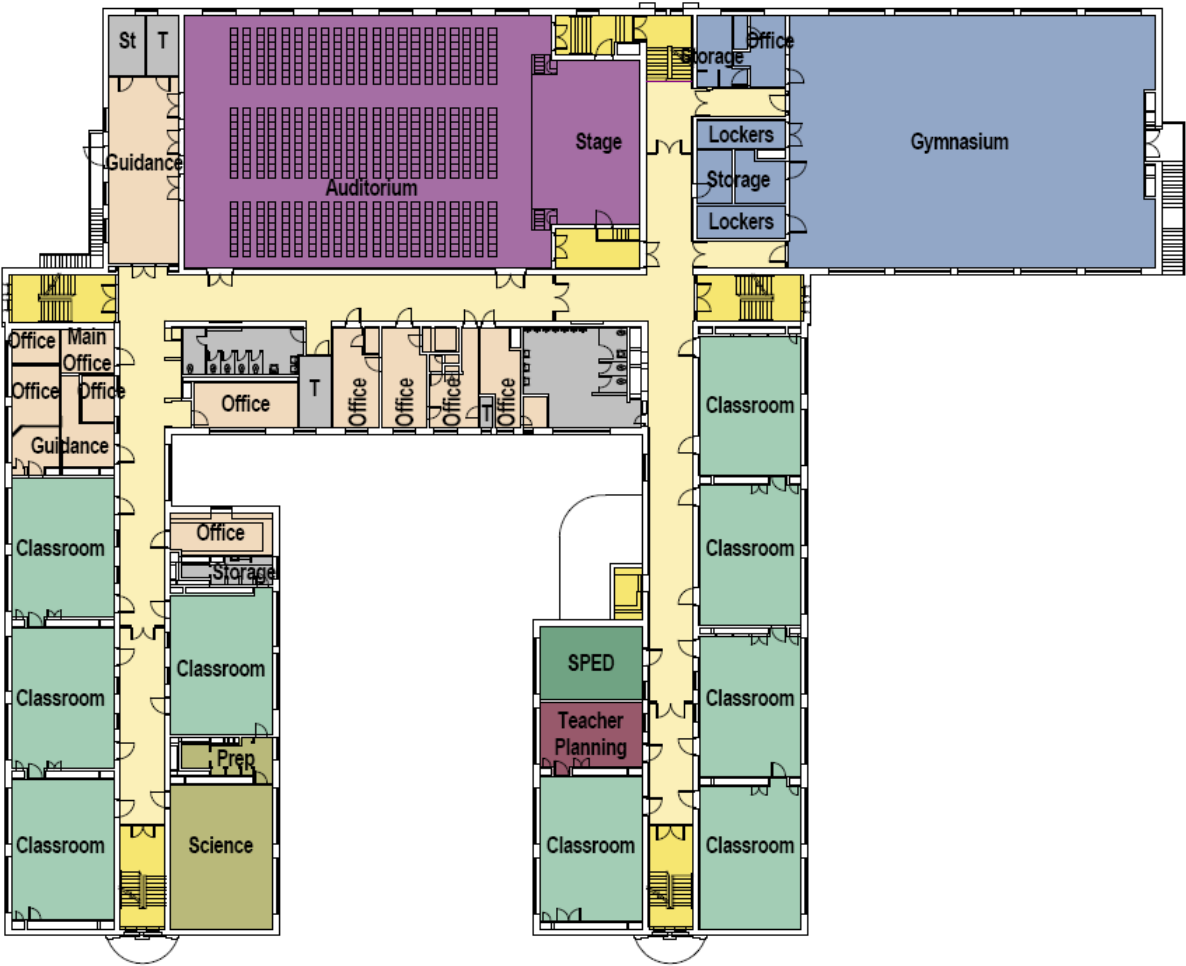 St
T
Storage
Office
Lockers
Gymnasium
Stage
Guidance
Auditorium
Storage
Lockers
Office
Main
Office
Office
Office
Guidance
Office
T
Office
Office
Office
T
Office
Classroom
Classroom
Office
Storage
Classroom
Classroom
Classroom
SPED
Classroom
Teacher
Planning
Classroom
Prep
Classroom
Science
Classroom
Classroom